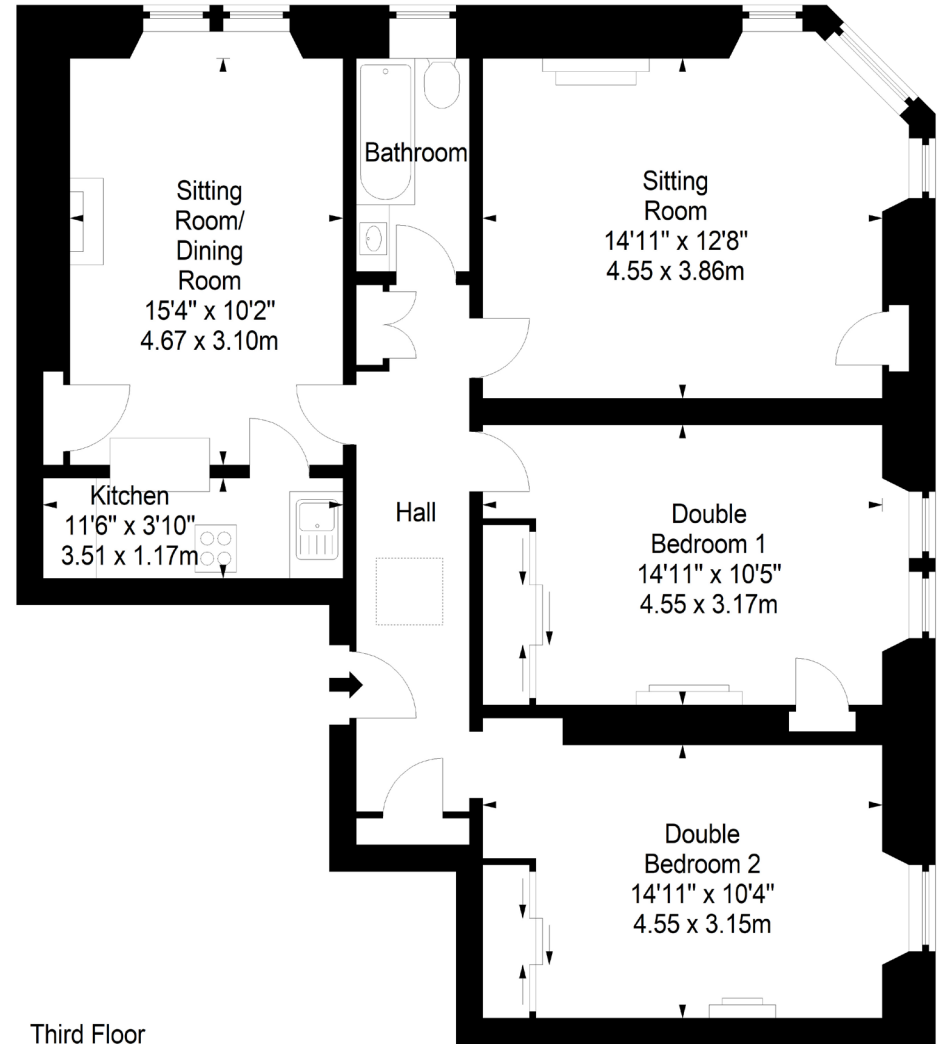 Bathroom
Sitting
Room/
Dining
Room
15'4" x 10'2"
4.67 x 3.10m
Sitting
Room
14'11" x 12'8"
4.55 x 3.86m
Kitchen
11'6" x 3'10"
3.51 x 1.17m
Hall
Double
Bedroom 1
14'11" x 10'5"
4.55 x 3.17m
Double
Bedroom 2
14'11" x 10'4"
4.55 x 3.15m
Third Floor